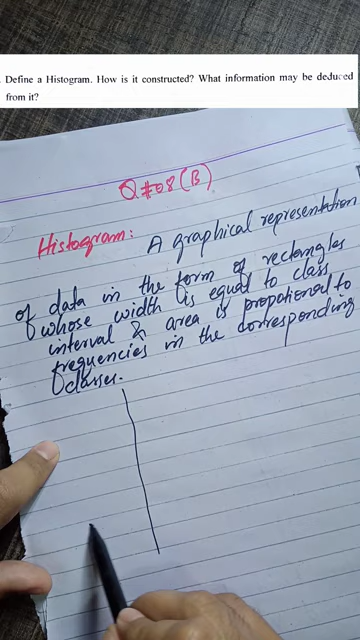 Define a Histogram. How is it constructed? What information may be deduced
from it?
Q#08(B)
Histogram: A graphical representation
of data in the form of rectangles
whose width is equal to class
interval & area is propotional to
frequencies in the corresponding
classes.